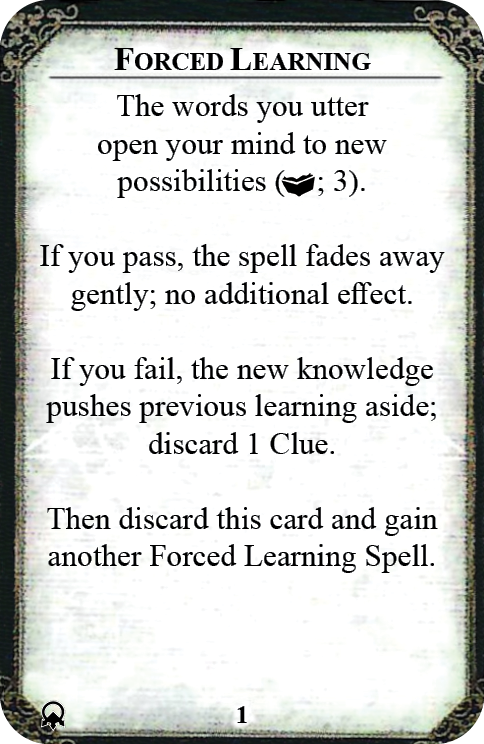 FORCED LEARNING
The words you utter
open your mind to new
possibilities (; 3).
If you pass, the spell fades away
gently; no additional effect.
If you fail, the new knowledge
pushes previous learning aside;
discard 1 Clue.
Then discard this card and gain
another Forced Learning Spell.
1